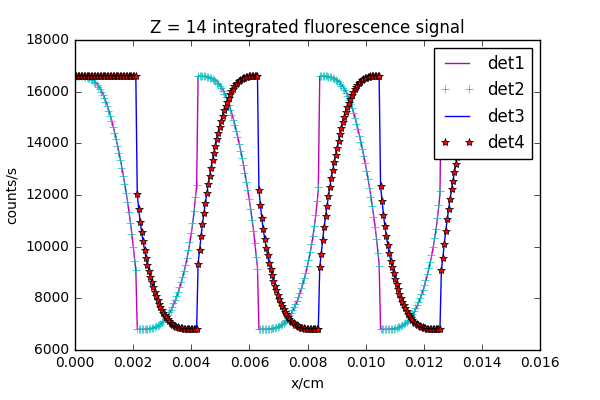 Z = 14 integrated fluorescence signal
18000
16000
14000
12000
10000
8000
6000
counts/s
det1
det2
det3
det4
0.000 0.002 0.004 0.006 0.008 0.010 0.012 0.014 0.016
x/cm